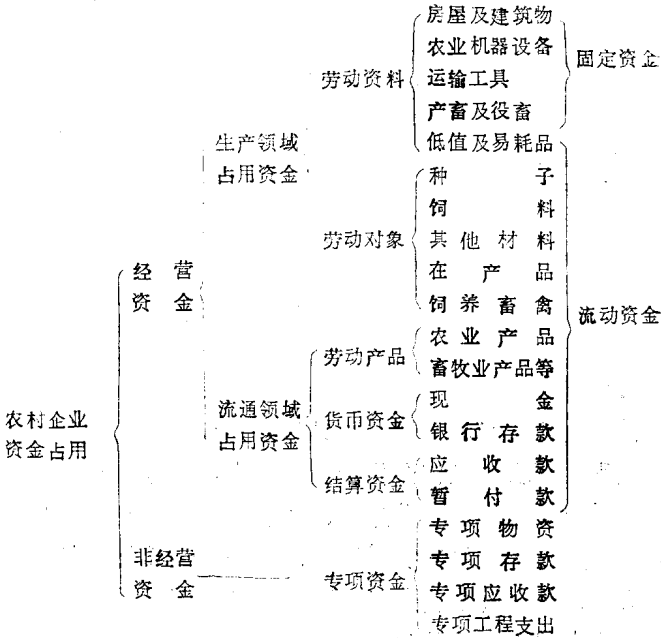 房屋及建筑物
农业机器设备
固定资金
劳动资料
运输工具
产畜及役畜
生产领域
占用资金
低值及易耗品
种子
饲料
劳动对象
其他材料
在产品
饲养畜禽
经营
资金
流动资金
农业产品
劳动产品
畜牧业产品等
流通领域
占用资金
现金
货币资金
银行存款
农村企业
资金占用
应收款
结算资金
暂付款
专项物资
非经营
资金
专项存款
专项资金
专项应收款
专项工程支出